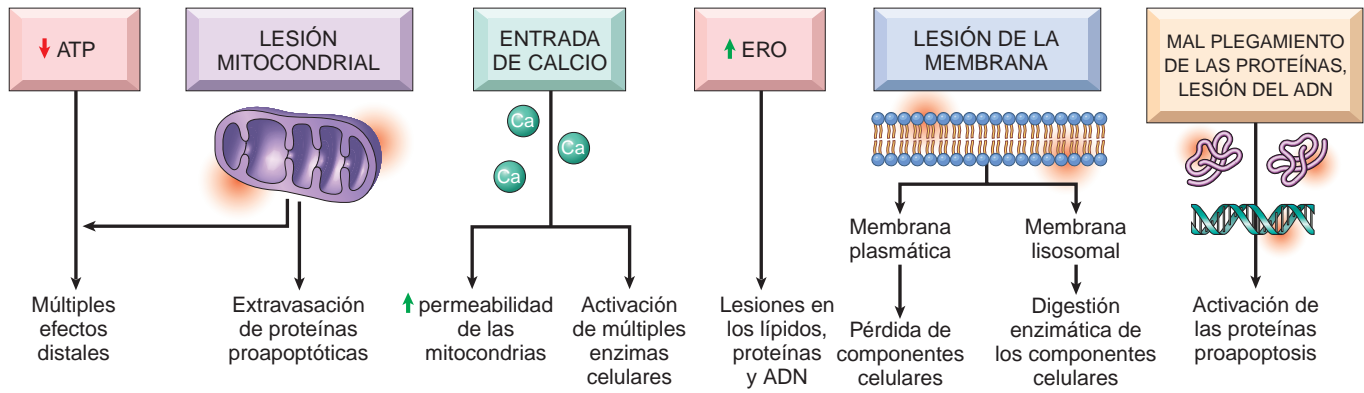 ATP
LESIÓN
MITOCONDRIAL
ENTRADA
DE CALCIO
ERO
LESIÓN DE LA
MEMBRANA
MAL PLEGAMIENTO
DE LAS PROTEÍNAS,
LESIÓN DEL ADN
Ca
Ca
Ca
Múltiples
efectos
distales
Extravasación
de proteínas
proapoptóticas
permeabilidad
de las
mitocondrias
Activación
de múltiples
enzimas
celulares
Lesiones en
los lípidos,
proteínas
y ADN
Membrana
plasmática
Pérdida de
componentes
celulares
Membrana
lisosomal
Digestión
enzimática de
los componentes
celulares
Activación de
las proteínas
proapoptosis